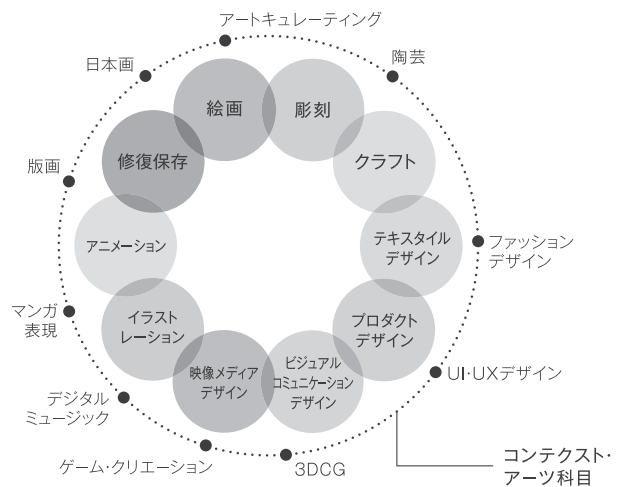 アートキュレーティング
日本画
陶芸
絵画
彫刻
修復保存
クラフト
版画
アニメーション
テキスタイル
デザイン
ファッション
デザイン
マンガ
表現
イラスト
レーション
プロダクト
デザイン
映像メディア
デザイン
ビジュアル
コミュニケーション
デザイン
UI・UXデザイン
デジタル
ミュージック
ゲーム・クリエーション
3DCG
コンテクスト・
アーツ科目